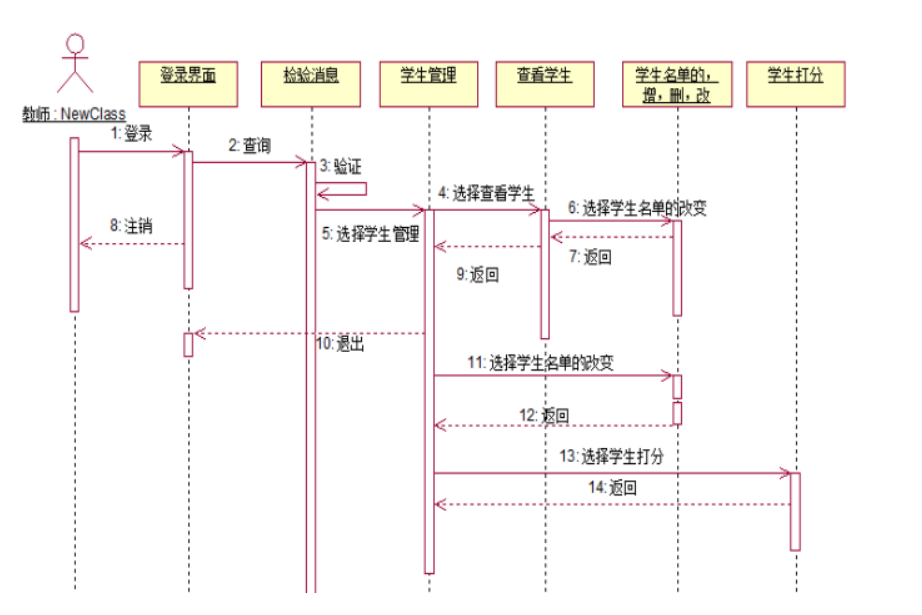 登录界面
检验消息
学生管理
查看学生
学生名单的,
增, 删, 改
学生打分
教师 : NewClass
1: 登录
2: 查询
3: 验证
4: 选择查看学生
5: 选择学生管理
6: 选择学生名单的改变
7: 返回
8: 注销
9: 返回
10: 退出
11: 选择学生名单的改变
12: 返回
13: 选择学生打分
14: 返回